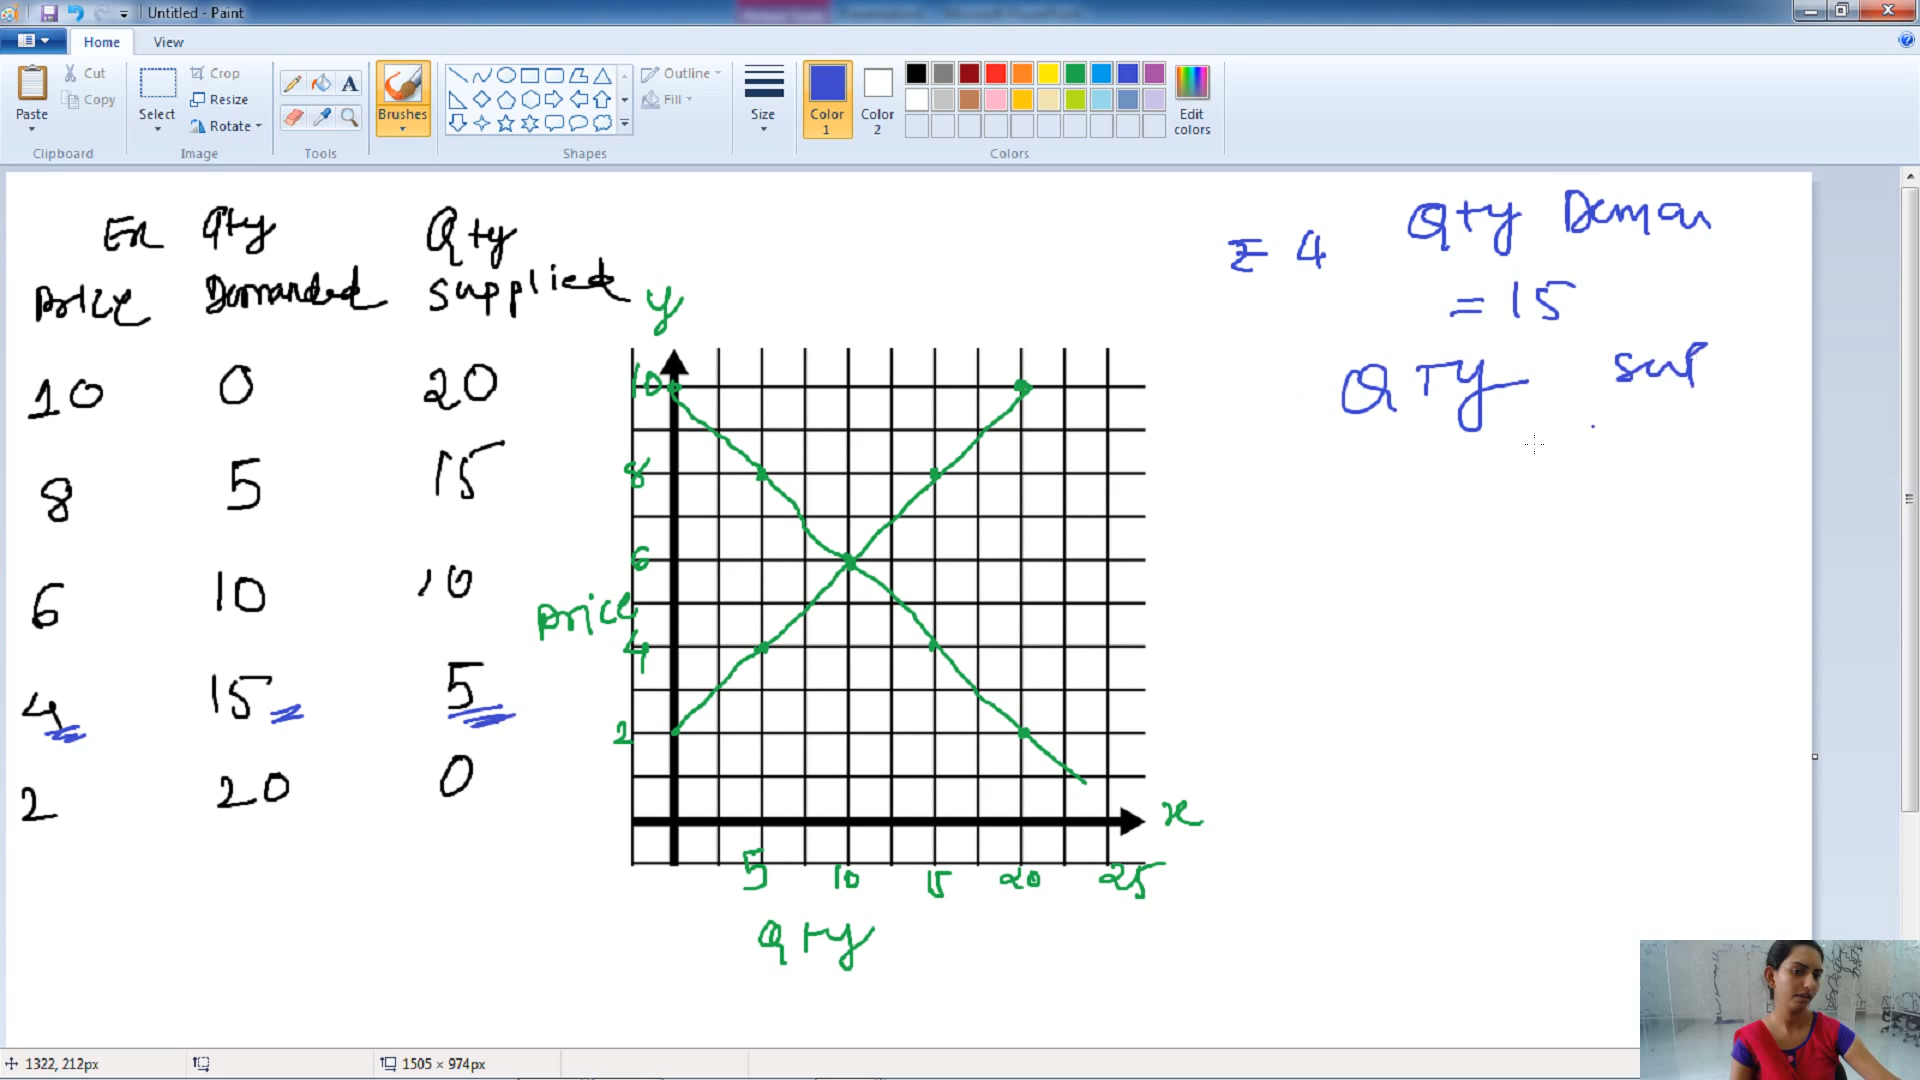 Untitled - Paint
Home View
Paste
Cut
Copy
Clipboard
Select
Crop
Resize
Rotate
Image
Tools
Brushes
Shapes
Outline
Fill
Size
Color 1
Color 2
Edit colors
Colors
Qty Qty
Price Demanded Supplied
10 0 20
8 5 15
6 10 10
4 15 5
2 20 0
y
10
8
6
Price
4
2
x
5 10 15 20 25
Qty
= 4 Qty Deman
= 15
QTY sup
1322, 212px
1505 × 974px